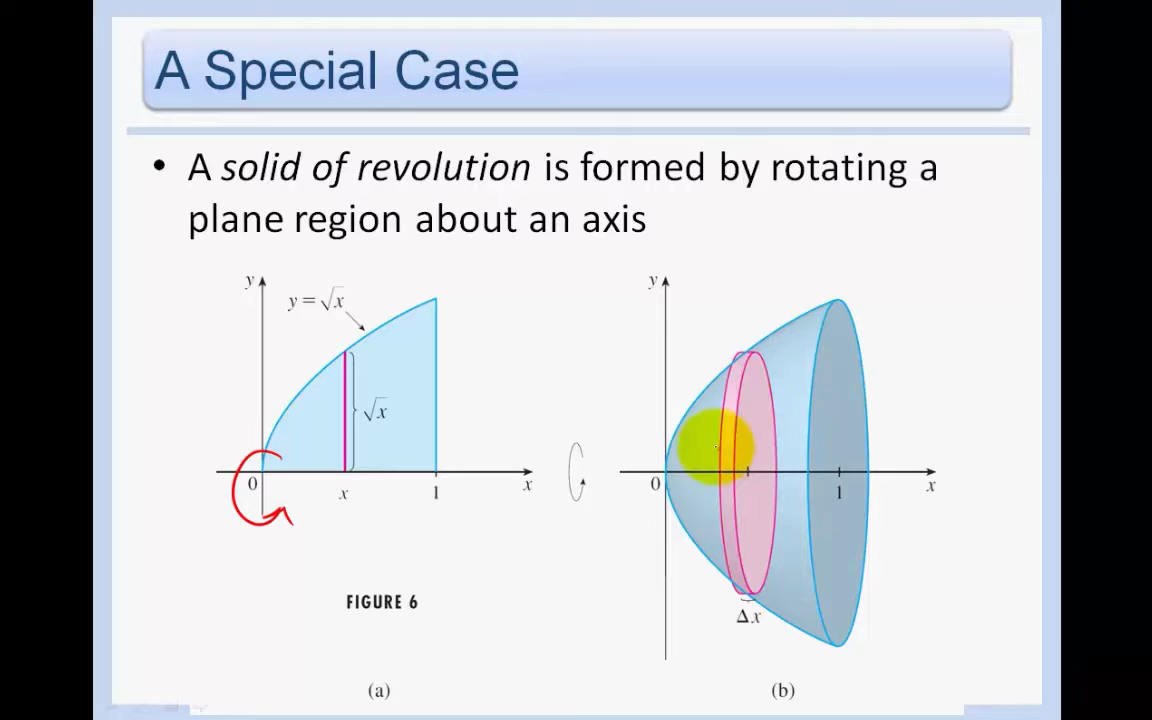 A Special Case
• A solid of revolution is formed by rotating a
plane region about an axis
y
y = √x
√x
0
x
1
x
FIGURE 6
(a)
y
0
1
x
Δx
(b)